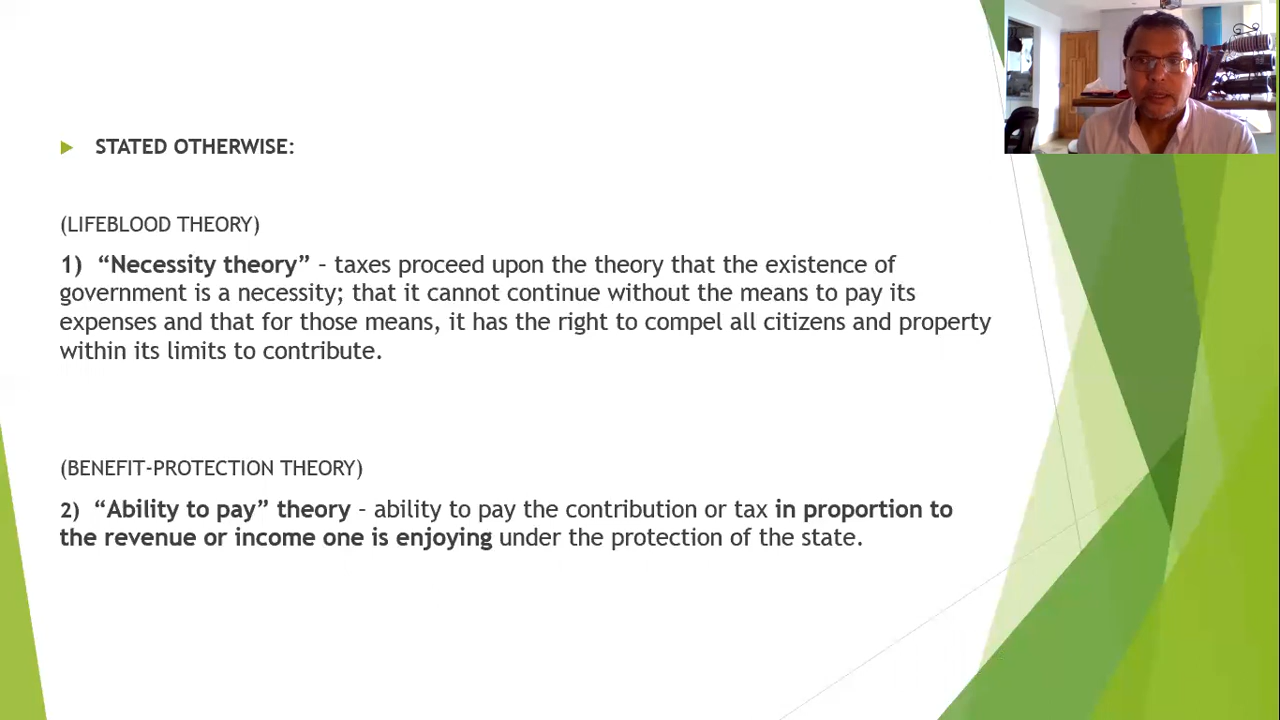 STATED OTHERWISE:
(LIFEBLOOD THEORY)
1) “Necessity theory” – taxes proceed upon the theory that the existence of
government is a necessity; that it cannot continue without the means to pay its
expenses and that for those means, it has the right to compel all citizens and property
within its limits to contribute.
(BENEFIT-PROTECTION THEORY)
2) “Ability to pay” theory – ability to pay the contribution or tax in proportion to
the revenue or income one is enjoying under the protection of the state.